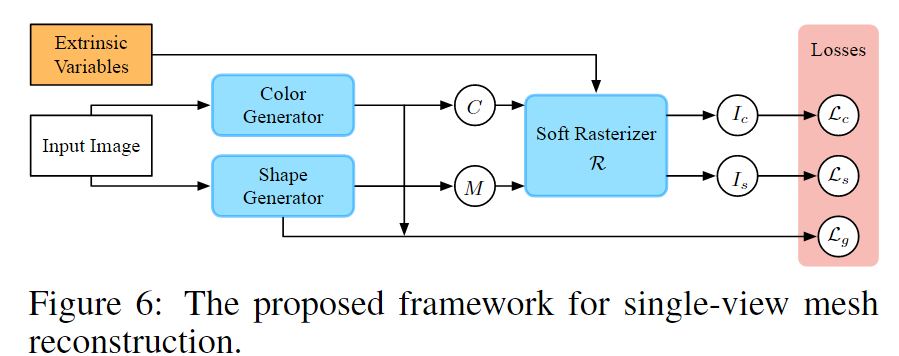 Extrinsic
Variables
Losses
Color
Generator
C
Soft Rasterizer
R
I_c
L_c
Input Image
Shape
Generator
M
I_s
L_s
L_g
Figure 6: The proposed framework for single-view mesh
reconstruction.